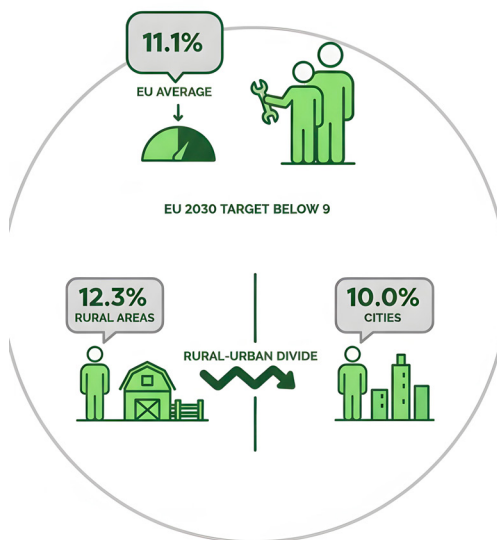 11.1%
EU AVERAGE
EU 2030 TARGET BELOW 9
12.3%
RURAL AREAS
10.0%
CITIES
RURAL-URBAN DIVIDE